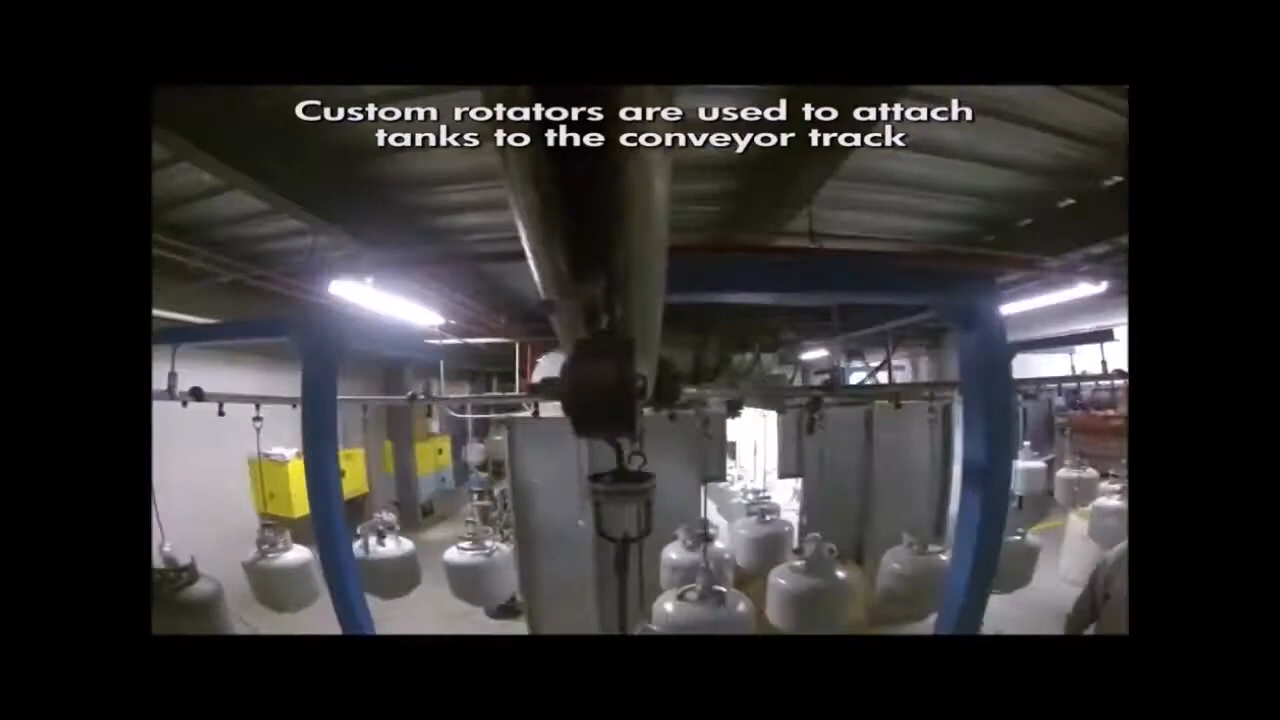 Custom rotators are used to attach
tanks to the conveyor track